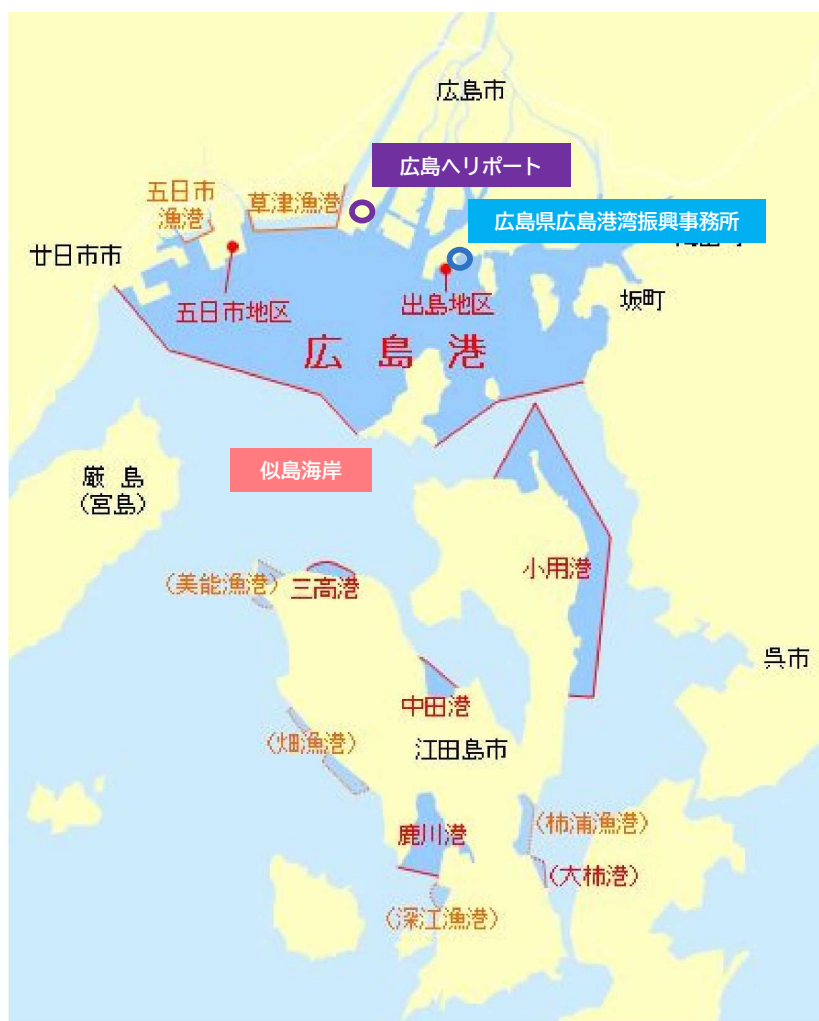 広島市
広島ヘリポート
五日市
漁港
草津漁港
広島県広島港湾振興事務所
廿日市市
坂町
五日市地区
出島地区
広島港
似島海岸
厳島
(宮島)
(美能漁港)
三高港
小用港
呉市
中田港
(畑漁港)
江田島市
鹿川港
(柿浦漁港)
(大柿港)
(深江漁港)